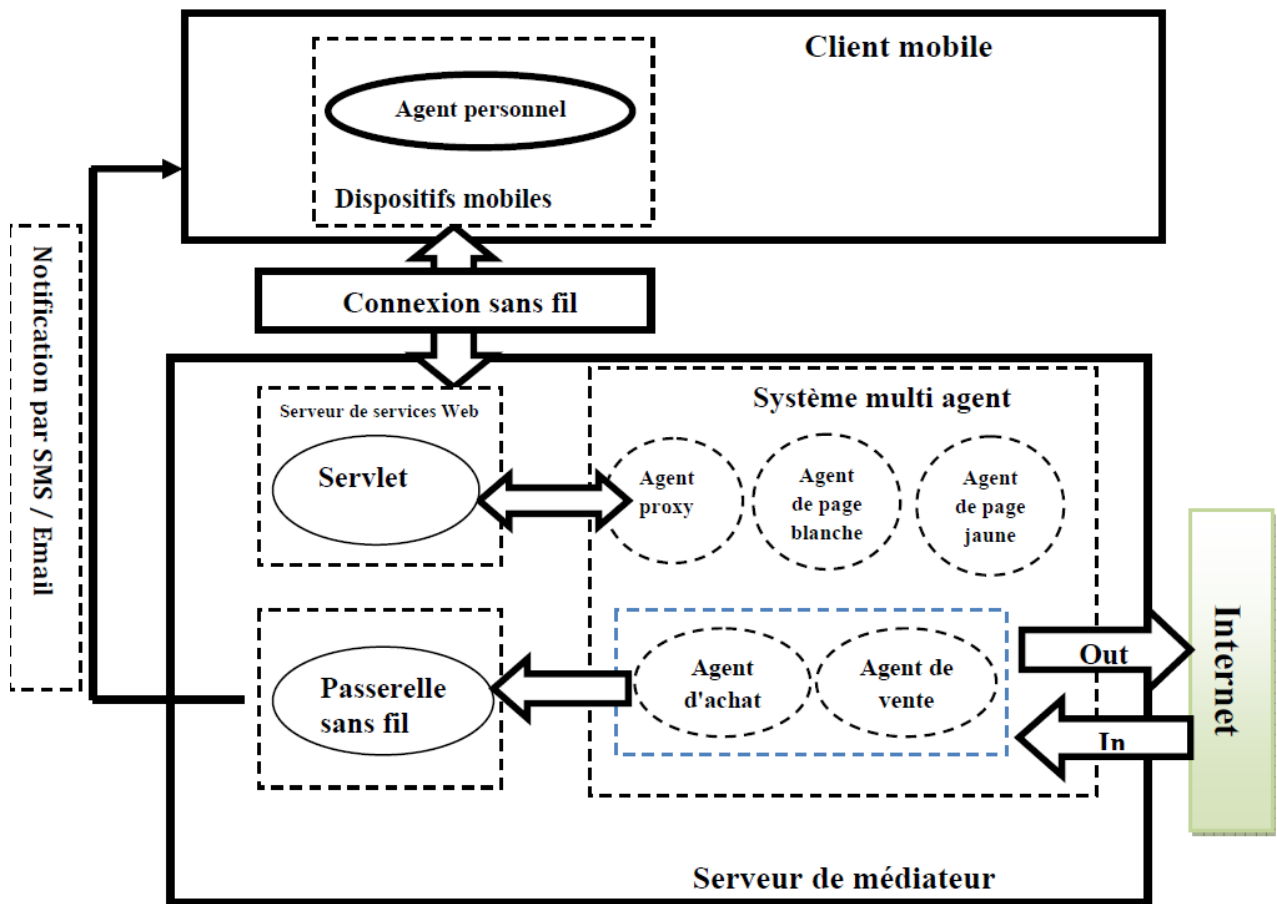 Client mobile
Agent personnel
Dispositifs mobiles
Notification par SMS / Email
Connexion sans fil
Serveur de services Web
Servlet
Système multi agent
Agent
proxy
Agent
de page
blanche
Agent
de page
jaune
Passerelle
sans fil
Agent
d'achat
Agent de
vente
Out
In
Internet
Serveur de médiateur